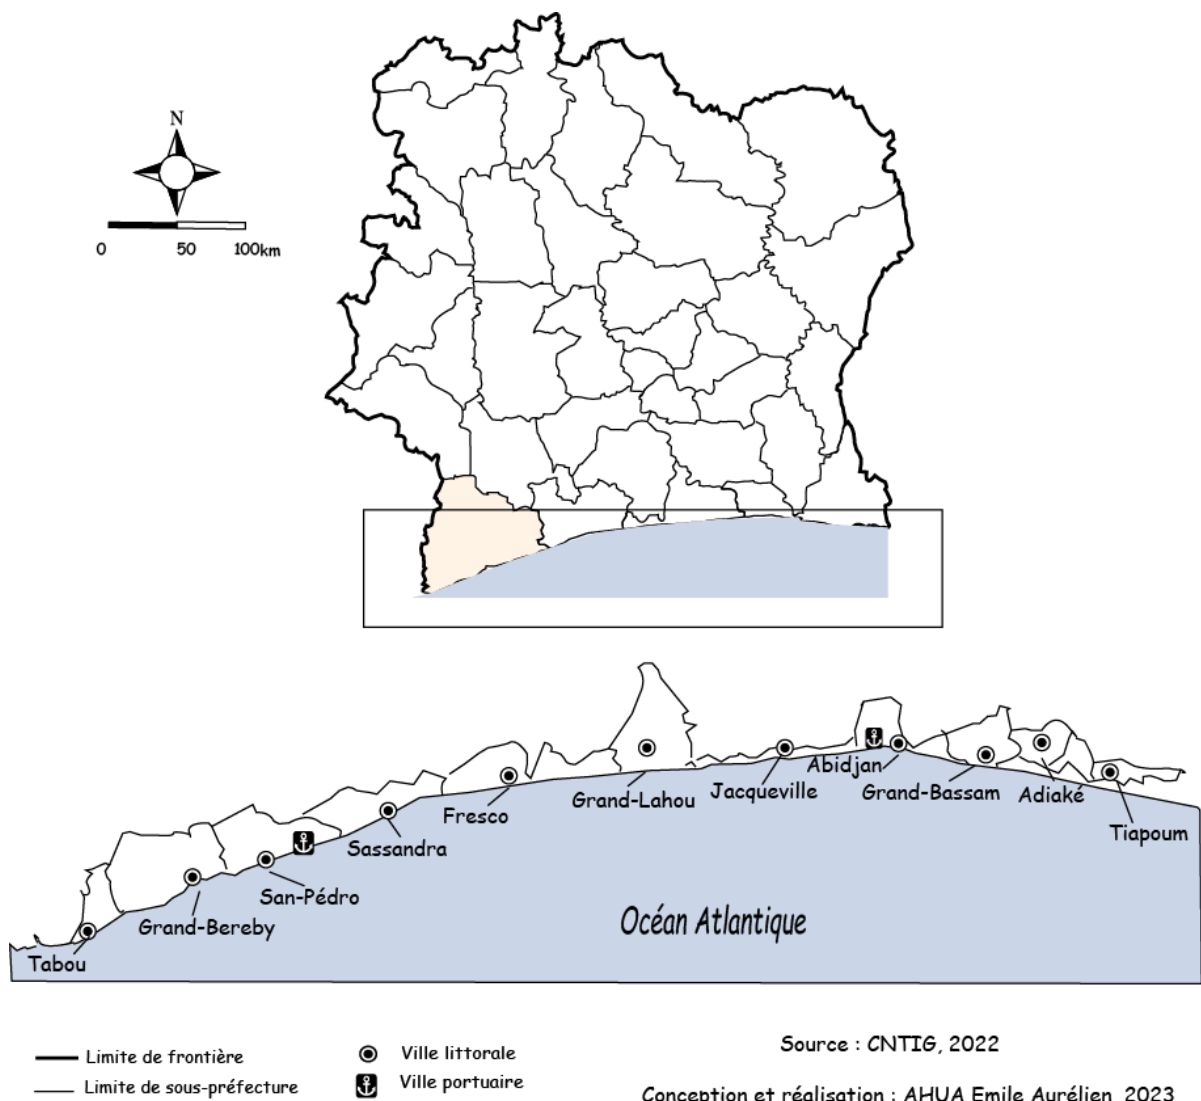 N
0 50 100km
Abidjan
Jacqueville
Grand-Bassam
Adiaké
Grand-Lahou
Fresco
Tiapoum
Sassandra
San-Pédro
Grand-Bereby
Océan Atlantique
Tabou
Limite de frontière
Ville littorale
Source : CNTIG, 2022
Limite de sous-préfecture
Ville portuaire
Conception et réalisation : AHUA Emile Aurélien, 2023